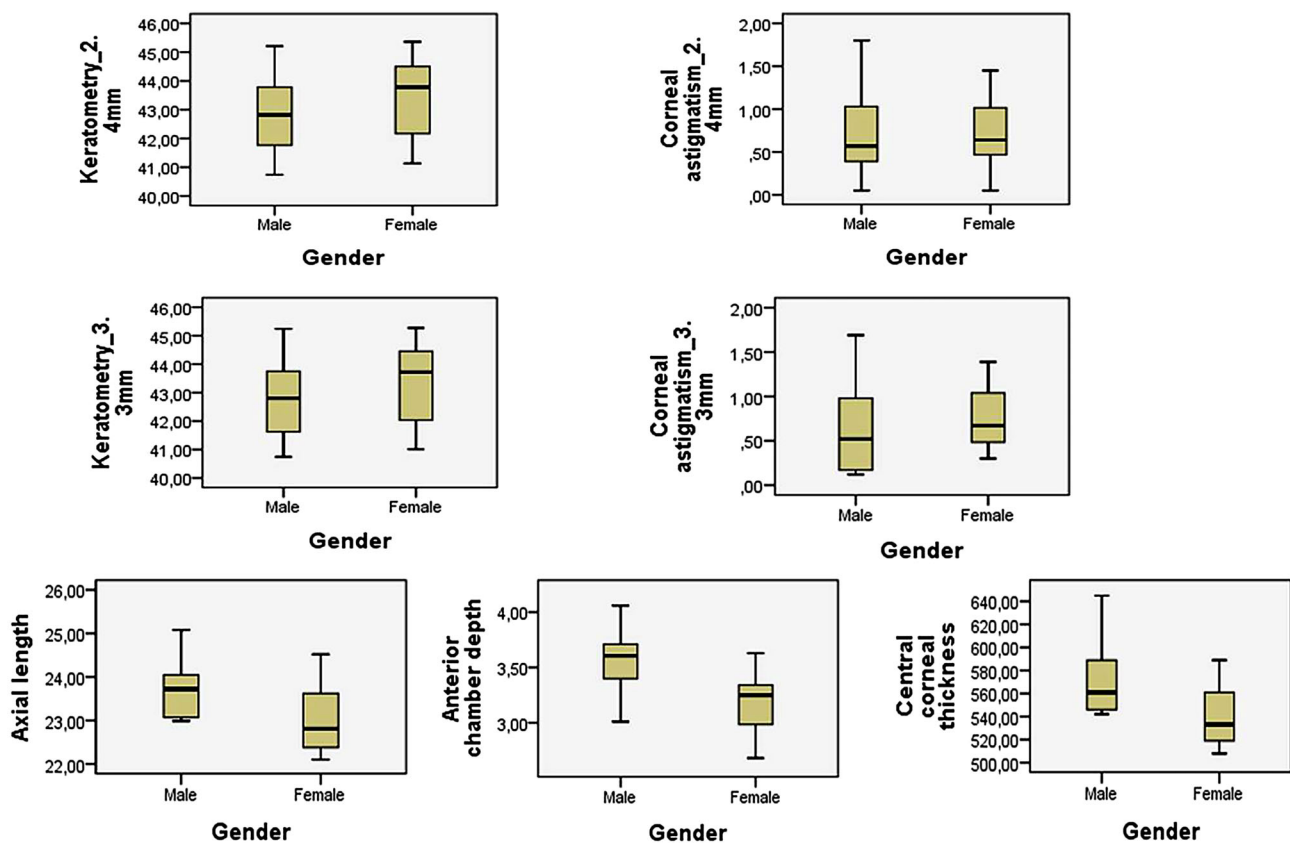 Keratometry_2.
4mm
46,00
45,00
44,00
43,00
42,00
41,00
40,00
Male
Female
Gender
Corneal
astigmatism_2.
4mm
2,00
1,50
1,00
,50
,00
Male
Female
Gender
Keratometry_3.
3mm
46,00
45,00
44,00
43,00
42,00
41,00
40,00
Male
Female
Gender
Corneal
astigmatism_3.
3mm
2,00
1,50
1,00
,50
,00
Male
Female
Gender
Axial length
26,00
25,00
24,00
23,00
22,00
Male
Female
Gender
Anterior
chamber depth
4,00
3,50
3,00
Male
Female
Gender
Central
corneal
thickness
640,00
620,00
600,00
580,00
560,00
540,00
520,00
500,00
Male
Female
Gender